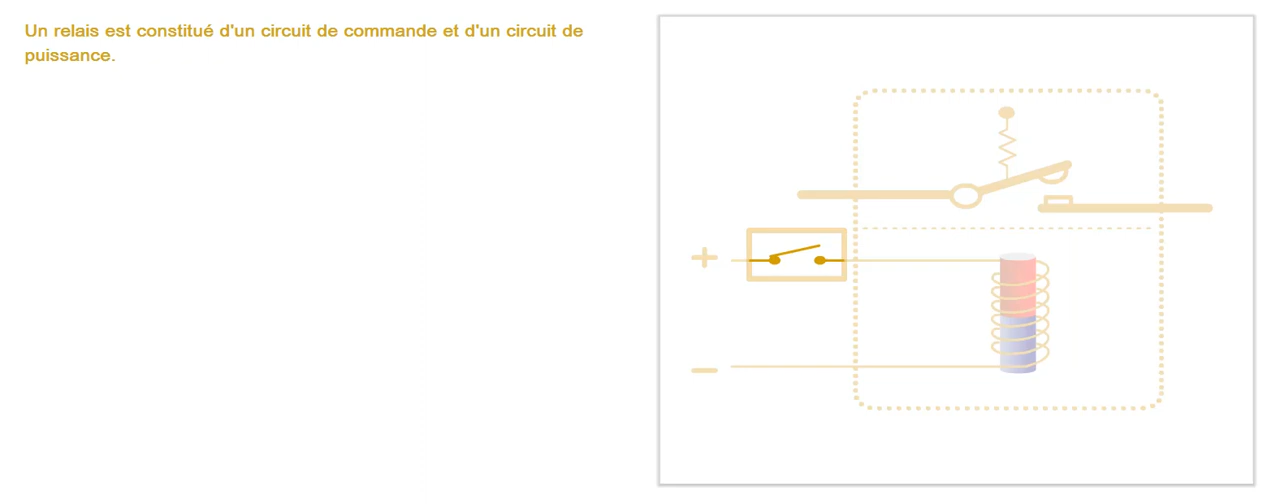 Un relais est constitué d'un circuit de commande et d'un circuit de
puissance.
+
−